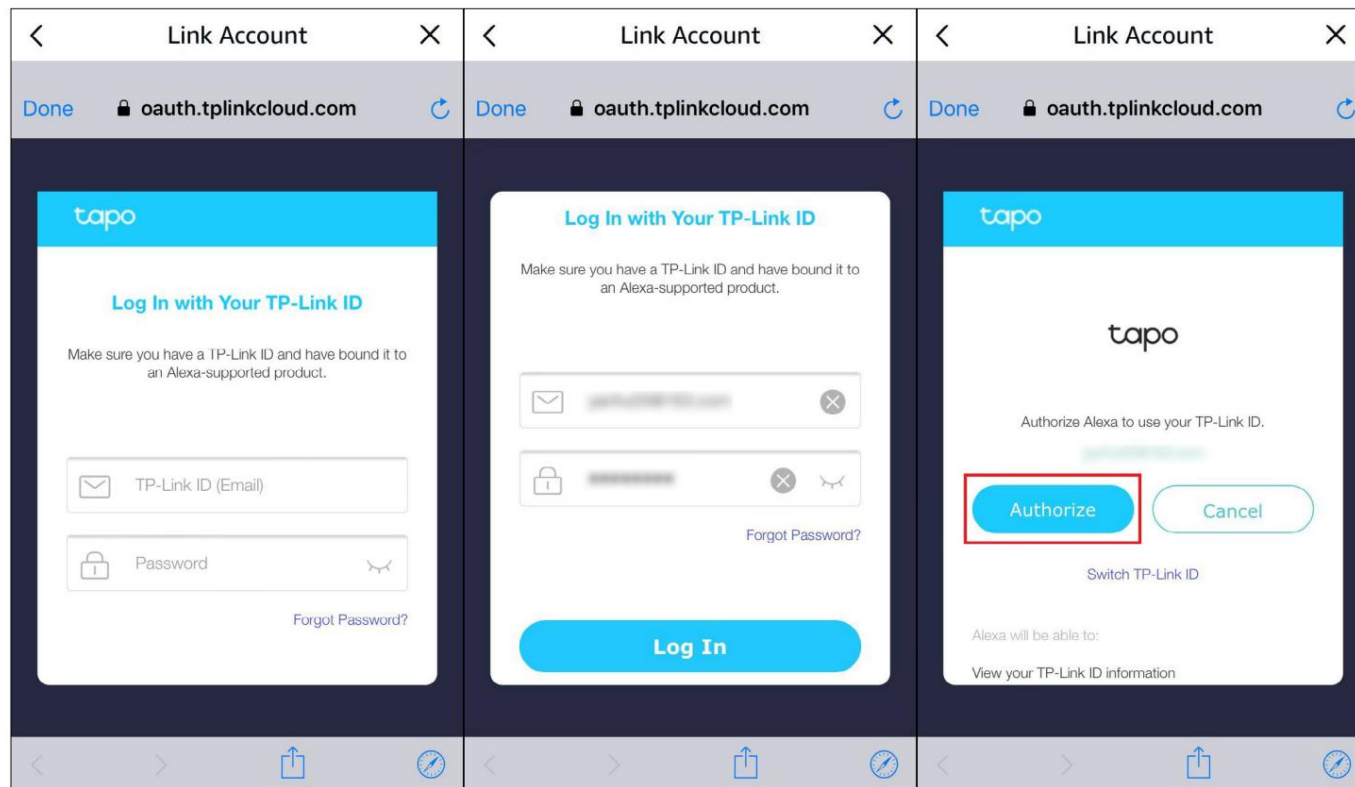 Link Account
Done oauth.tplinkcloud.com
tapo
Log In with Your TP-Link ID
Make sure you have a TP-Link ID and have bound it to
an Alexa-supported product.
TP-Link ID (Email)
Password
Forgot Password?
Link Account
Done oauth.tplinkcloud.com
Log In with Your TP-Link ID
Make sure you have a TP-Link ID and have bound it to
an Alexa-supported product.
Forgot Password?
Log In
Link Account
Done oauth.tplinkcloud.com
tapo
tapo
Authorize Alexa to use your TP-Link ID.
Authorize Cancel
Switch TP-Link ID
Alexa will be able to:
View your TP-Link ID information